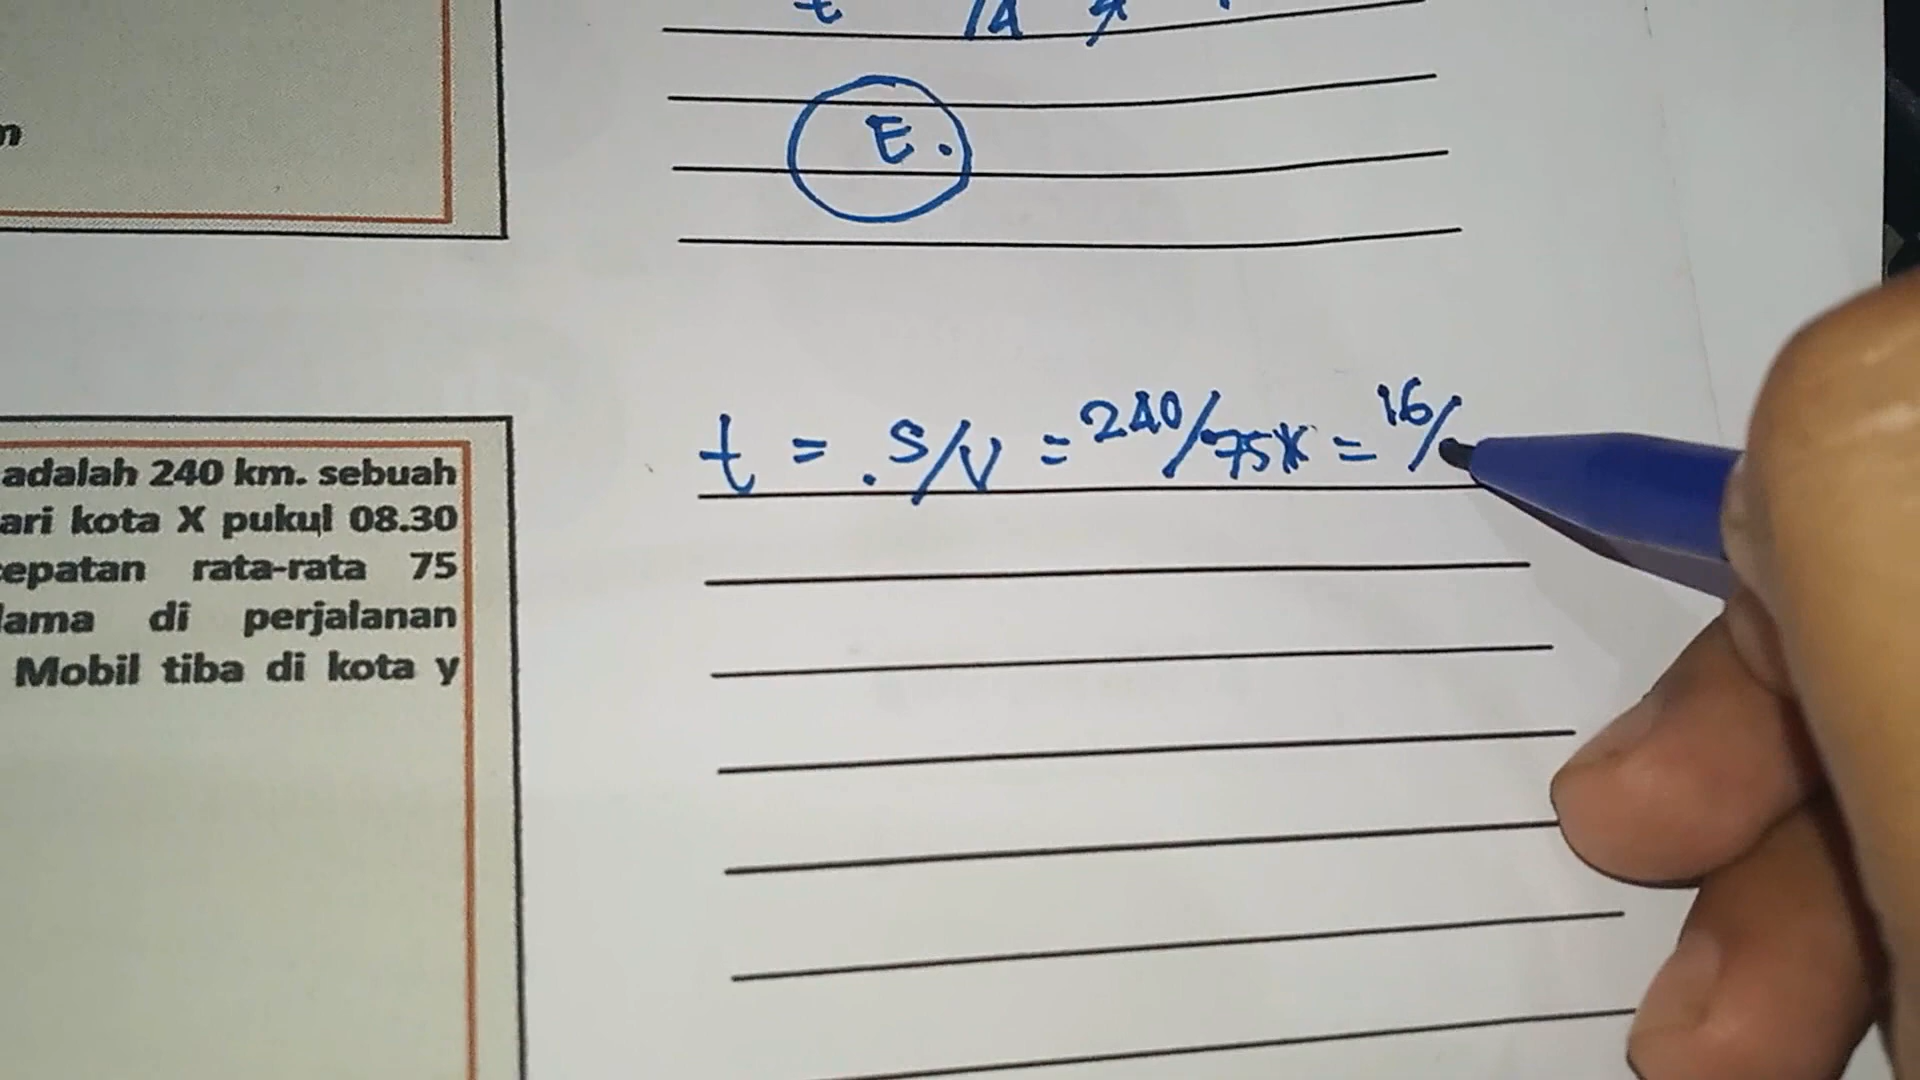 E.
adalah 240 km. sebuah
ari kota X pukul 08.30
epatan rata-rata 75
lama di perjalanan
Mobil tiba di kota y
t = .S/V = 240/75 = 16/